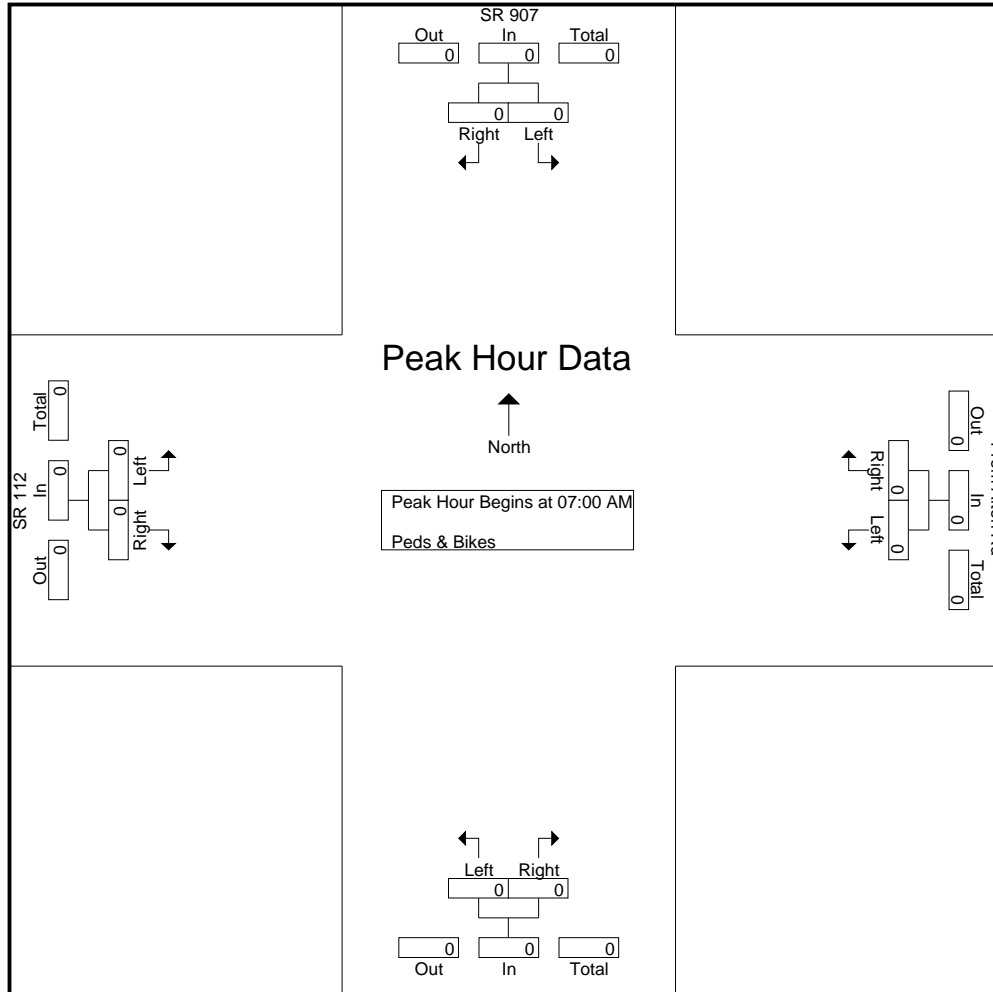 SR 907
Out In Total
0 0 0
0 0
Right Left
Peak Hour Data
North
Peak Hour Begins at 07:00 AM
Peds & Bikes
SR 112
Out In Total
0 0 0
Right Left
0 0
Right Left
0 0
Out In Total
0 0 0
Left Right
0 0
0 0 0
Out In Total